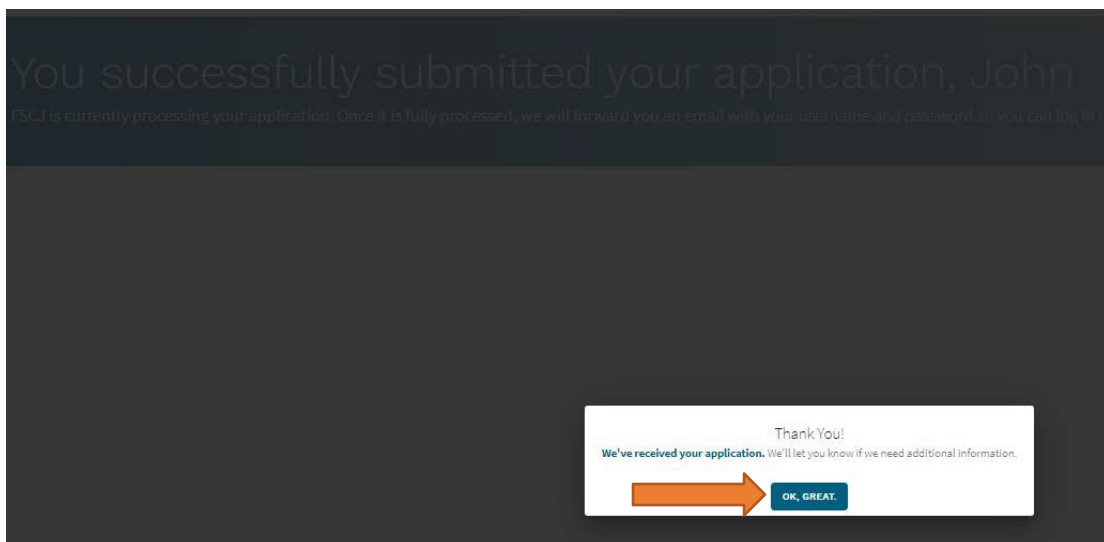 You successfully submitted your application, John
FSCJ is currently processing your application. Once it is fully processed, we will forward you an email with your username and password so you can log in t
Thank You!
We've received your application. We'll let you know if we need additional information.
OK, GREAT.